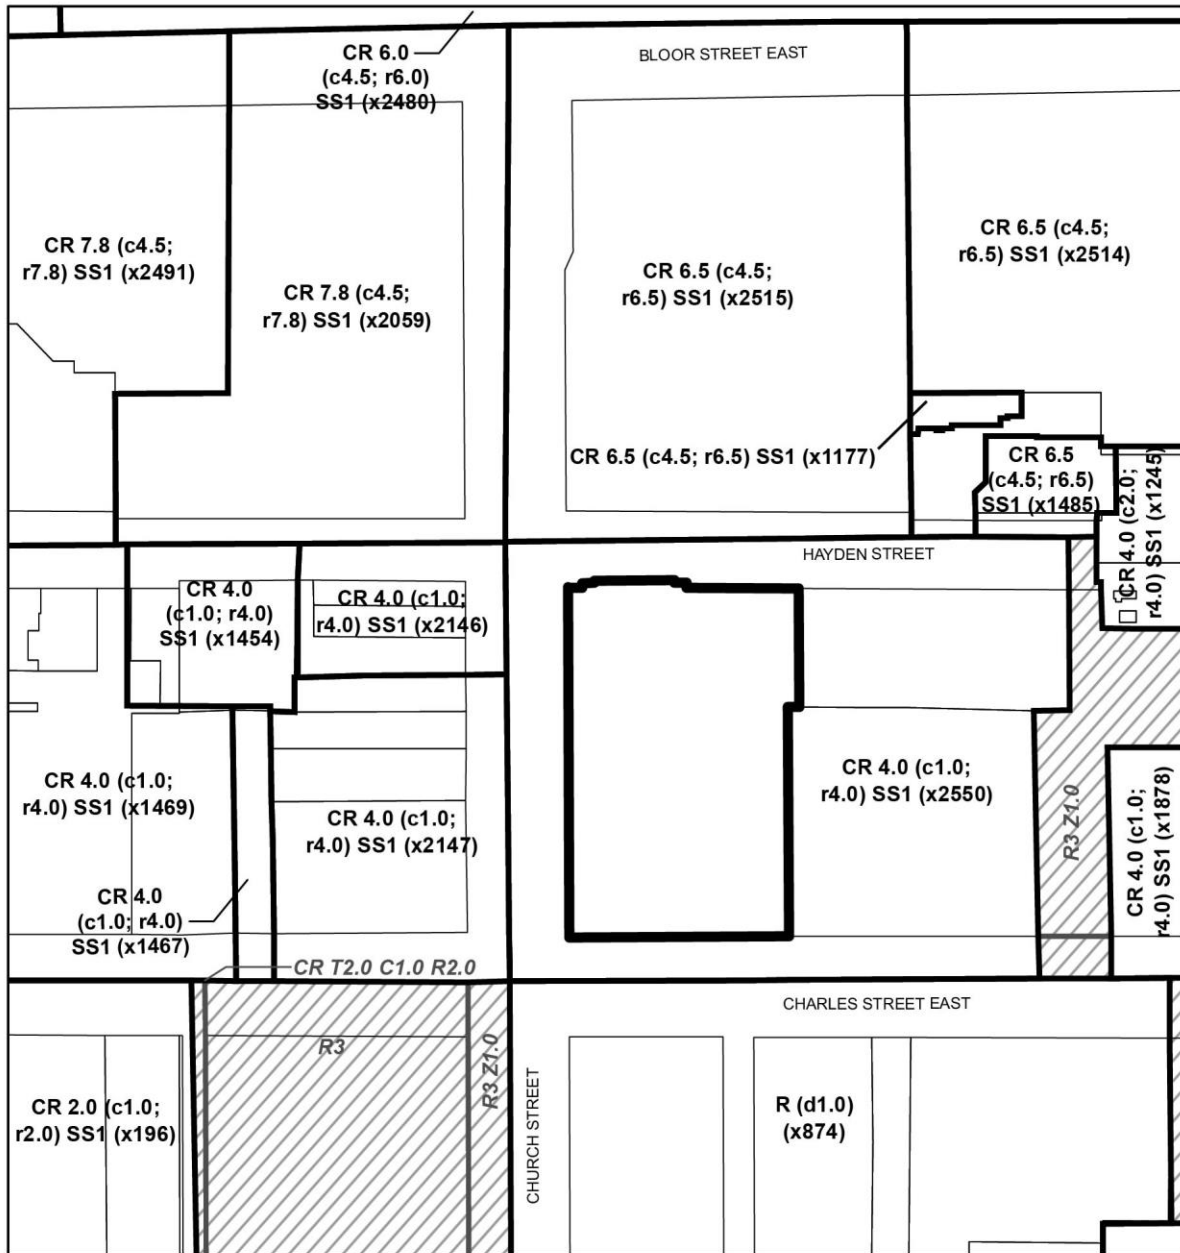 CR 6.0
(c4.5; r6.0)
SS1 (x2480)
BLOOR STREET EAST
CR 7.8 (c4.5;
r7.8) SS1 (x2491)
CR 7.8 (c4.5;
r7.8) SS1 (x2059)
CR 6.5 (c4.5;
r6.5) SS1 (x2515)
CR 6.5 (c4.5;
r6.5) SS1 (x2514)
CR 6.5 (c4.5; r6.5) SS1 (x1177)
CR 6.5
(c4.5; r6.5)
SS1 (x1485)
CR 4.0 (c2.0;
r4.0) SS1 (x1245)
HAYDEN STREET
CR 4.0
(c1.0; r4.0)
SS1 (x1454)
CR 4.0 (c1.0;
r4.0) SS1 (x2146)
CR 4.0 (c1.0;
r4.0) SS1 (x1469)
CR 4.0 (c1.0;
r4.0) SS1 (x2147)
CR 4.0 (c1.0;
r4.0) SS1 (x2550)
R3 Z1.0
CR 4.0 (c1.0;
r4.0) SS1 (x1878)
CR 4.0
(c1.0; r4.0)
SS1 (x1467)
CR T2.0 C1.0 R2.0
CHARLES STREET EAST
R3
R3 Z1.0
CHURCH STREET
CR 2.0 (c1.0;
r2.0) SS1 (x196)
R (d1.0)
(x874)